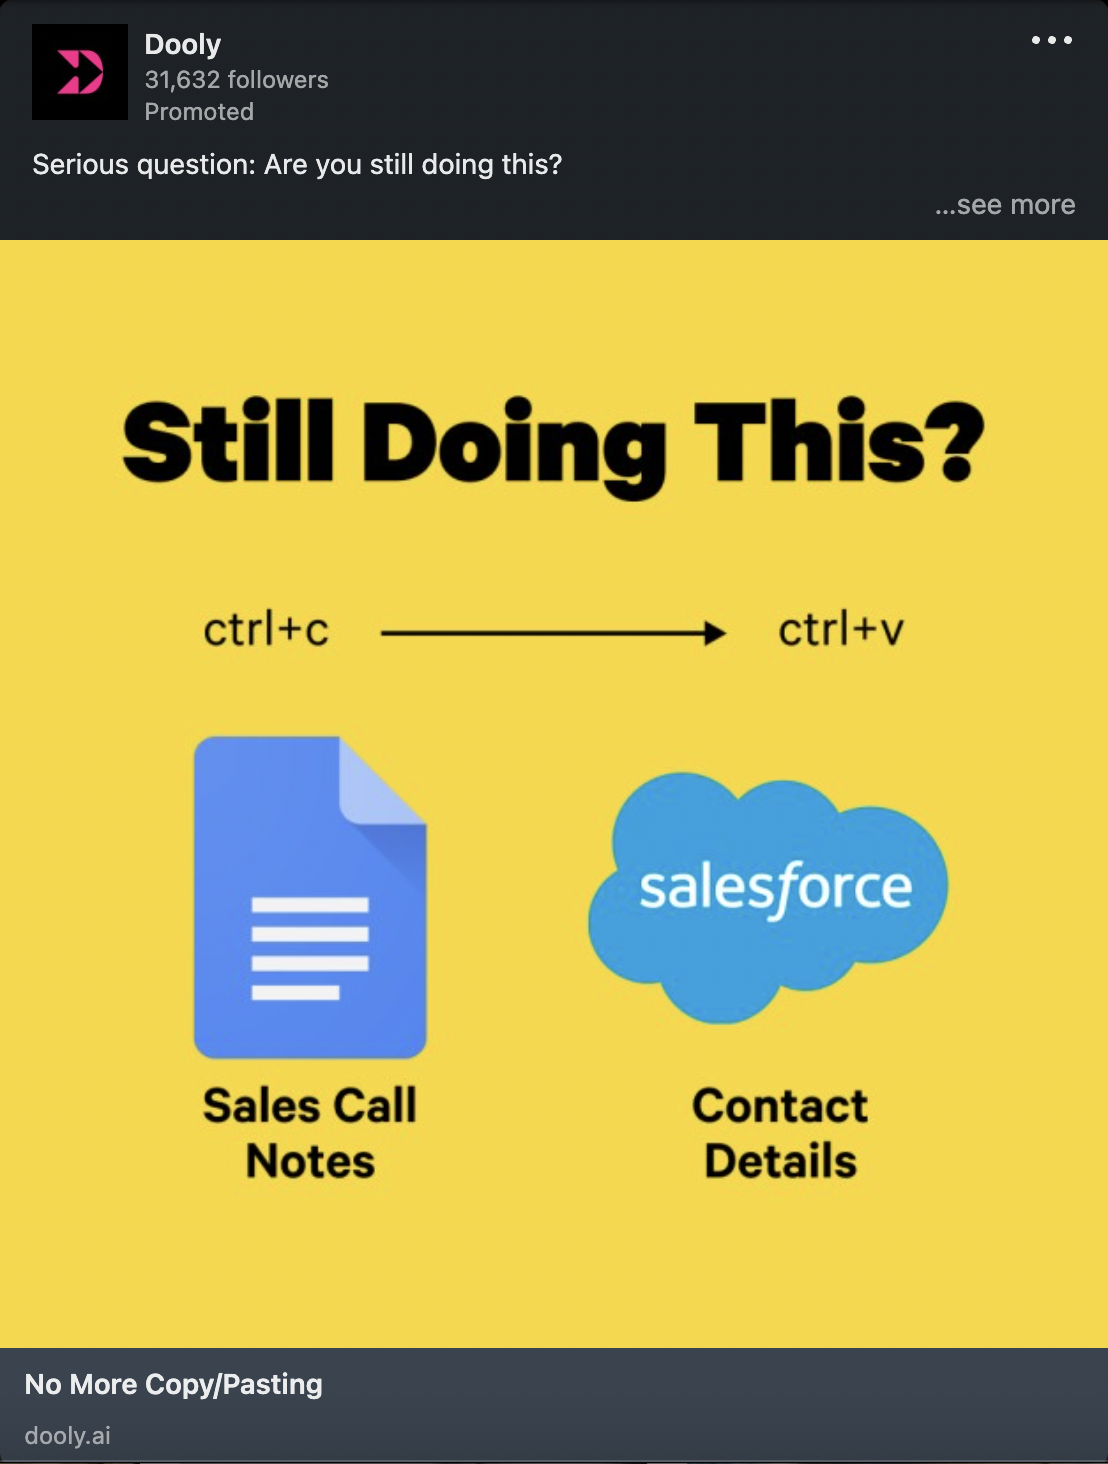 Dooly
31,632 followers
Promoted
Serious question: Are you still doing this?
...see more
Still Doing This?
ctrl+c
ctrl+v
salesforce
Sales Call
Notes
Contact
Details
No More Copy/Pasting
dooly.ai